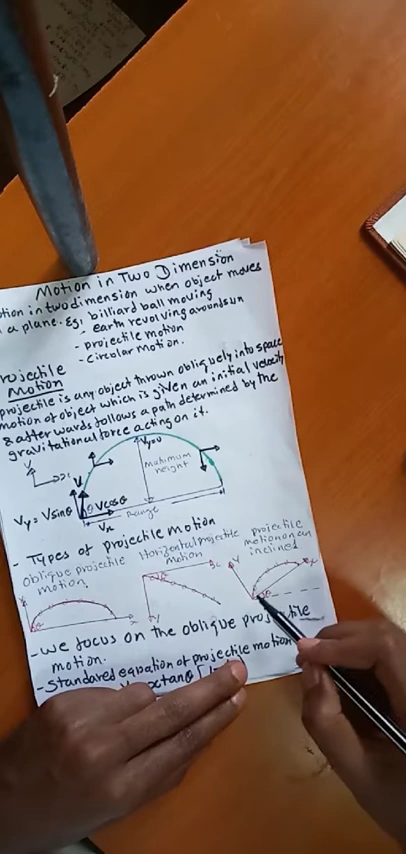 Motion in Two Dimension
tion in two dimension when object moves
a plane. Eg, billiard ball moving
- earth revolving around sun
- projectile motion
- circular motion.
rojectile
Motion
projectile is any object thrown obliquely into space
motion of object which is given an initial velocity
& afterwards follows a path determined by the
gravitational force acting on it.
Maximum
height
Vy = Vsinθ
θ Vcosθ
Vx
Range
- Types of projectile motion
oblique projectile
motion
Horizontal projectile
motion
projectile
motion on an
inclined
- We focus on the oblique projectile
motion.
- Standared equation of projectile motion
xtanθ